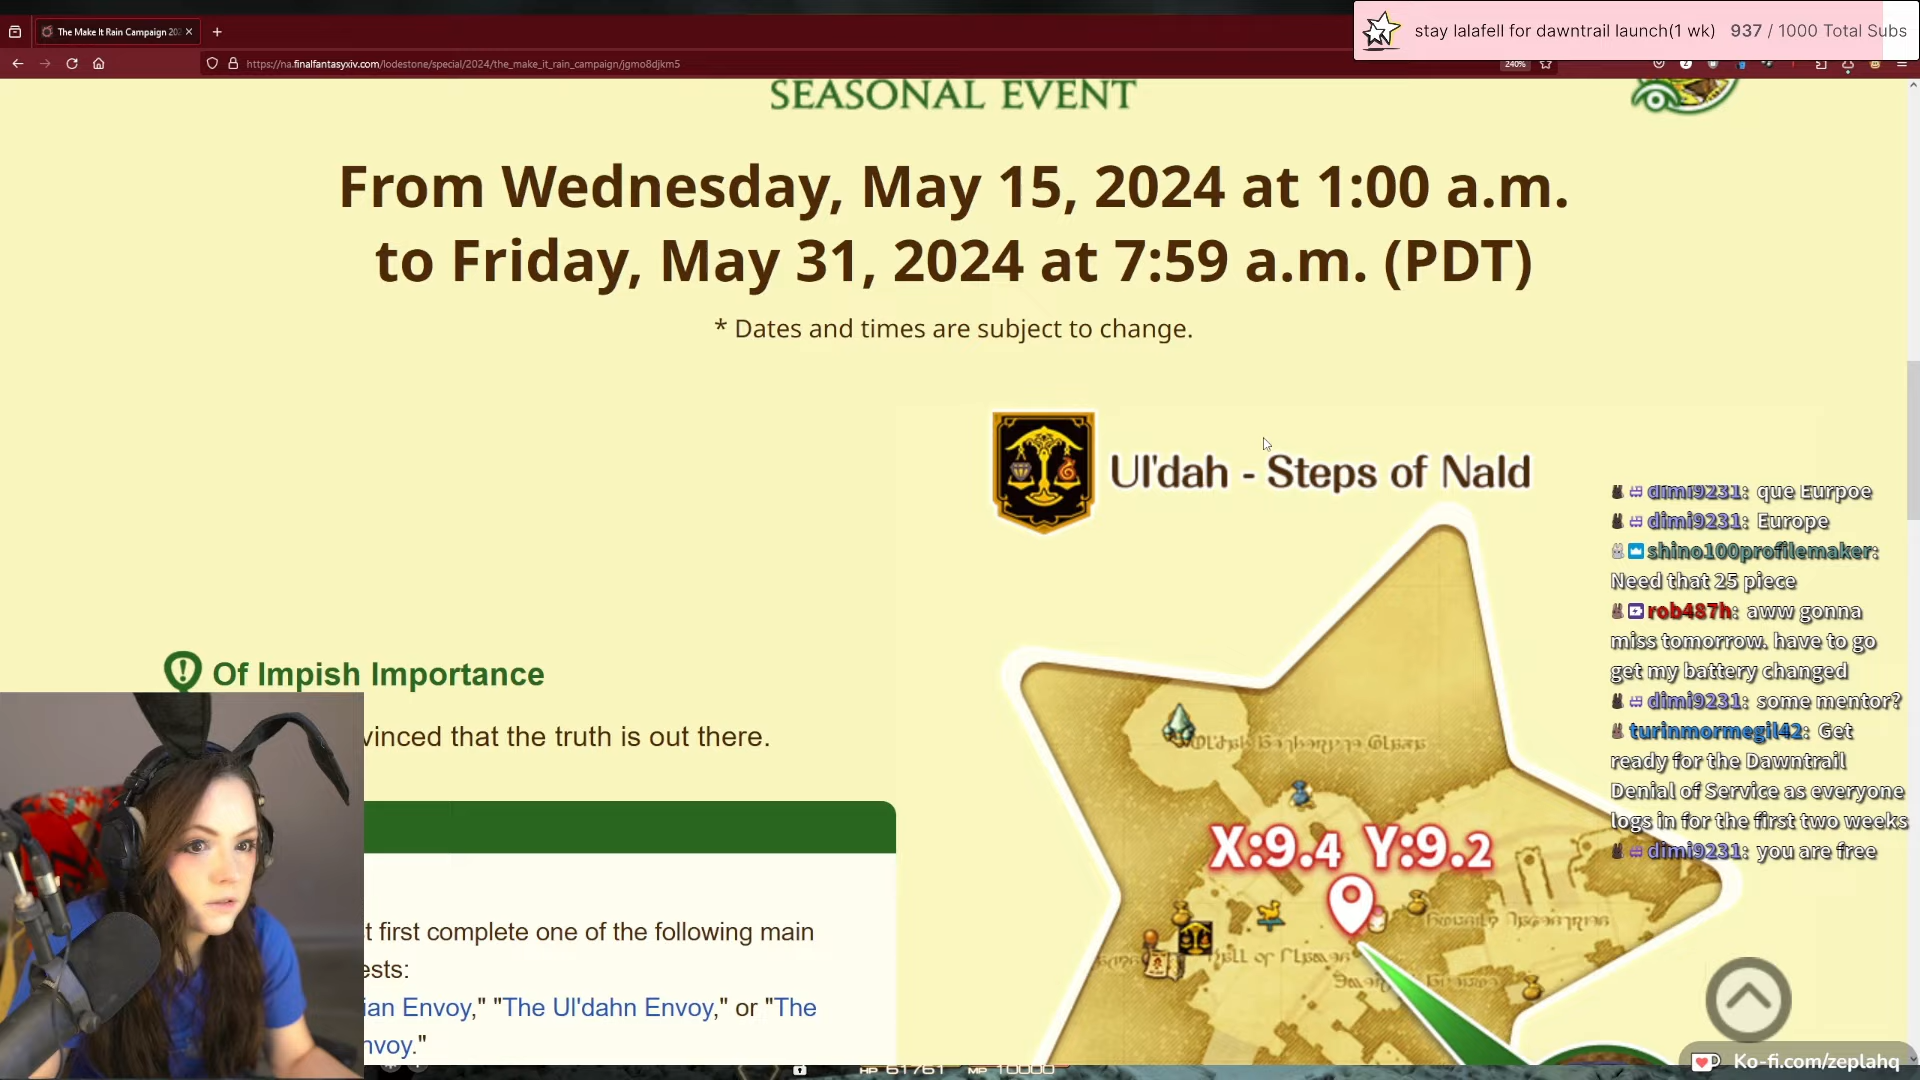 The Make It Rain Campaign 202
stay lalafell for dawntrail launch(1 wk) 937 / 1000 Total Subs
https://na.finalfantasyxiv.com/lodestone/special/2024/the_make_it_rain_campaign/jgmo8djkm5
240%
SEASONAL EVENT
From Wednesday, May 15, 2024 at 1:00 a.m.
to Friday, May 31, 2024 at 7:59 a.m. (PDT)
* Dates and times are subject to change.
Ul'dah - Steps of Nald
Of Impish Importance
vinced that the truth is out there.
t first complete one of the following main
ests:
ian Envoy," "The Ul'dahn Envoy," or "The
nvoy."
X:9.4 Y:9.2
dimi9231: que Eurpoe
dimi9231: Europe
shino100profilemaker:
Need that 25 piece
rob487h: aww gonna
miss tomorrow. have to go
get my battery changed
dimi9231: some mentor?
turinmormegil42: Get
ready for the Dawntrail
Denial of Service as everyone
logs in for the first two weeks
dimi9231: you are free
Ko-fi.com/zeplahq
HP 61761 MP 10000